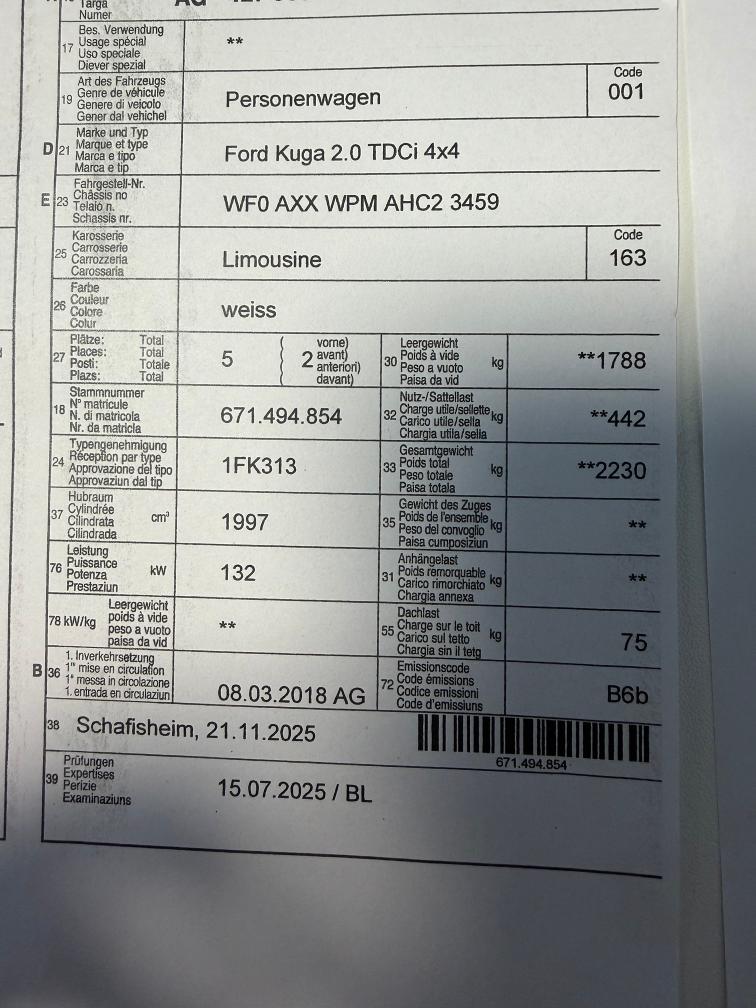 Targa
Numer
17 Bes. Verwendung
Usage spécial
Uso speciale
Diever spezial
**
19 Art des Fahrzeugs
Genre de véhicule
Genere di veicolo
Gener dal vehichel
Personenwagen
Code
001
D 21 Marke und Typ
Marque et type
Marca e tipo
Marca e tip
Ford Kuga 2.0 TDCi 4x4
E 23 Fahrgestell-Nr.
Châssis no
Telaio n.
Schassis nr.
WF0 AXX WPM AHC2 3459
25 Karosserie
Carrosserie
Carrozzeria
Carossaria
Limousine
Code
163
26 Farbe
Couleur
Colore
Colur
weiss
27 Plätze: Total
Places: Total
Posti: Totale
Plazs: Total
5 ( 2 vorne)
avant)
anteriori)
davant)
30 Leergewicht
Poids à vide
Peso a vuoto
Paisa da vid
kg
**1788
18 Stammnummer
N° matricule
N. di matricola
Nr. da matricla
671.494.854
32 Nutz-/Sattellast
Charge utile/sellette
Carico utile/sella
Chargia utila/sella
kg
**442
24 Typengenehmigung
Réception par type
Approvazione del tipo
Approvaziun dal tip
1FK313
33 Gesamtgewicht
Poids total
Peso totale
Paisa totala
kg
**2230
37 Hubraum
Cylindrée
Cilindrata
Cilindrada
cm³
1997
35 Gewicht des Zuges
Poids de l'ensemble
Peso del convoglio
Paisa cumposiziun
kg
**
76 Leistung
Puissance
Potenza
Prestaziun
kW
132
31 Anhängelast
Poids remorquable
Carico rimorchiato
Chargia annexa
kg
**
78 kW/kg Leergewicht
poids à vide
peso a vuoto
paisa da vid
**
55 Dachlast
Charge sur le toit
Carico sul tetto
Chargia sin il tetg
kg
75
B 36 1. Inverkehrsetzung
1re mise en circulation
1a messa in circolazione
1. entrada en circulaziun
08.03.2018 AG
72 Emissionscode
Code émissions
Codice emissioni
Code d'emissiuns
B6b
38 Schafisheim, 21.11.2025
671.494.854
39 Prüfungen
Expertises
Perizie
Examinaziuns
15.07.2025 / BL